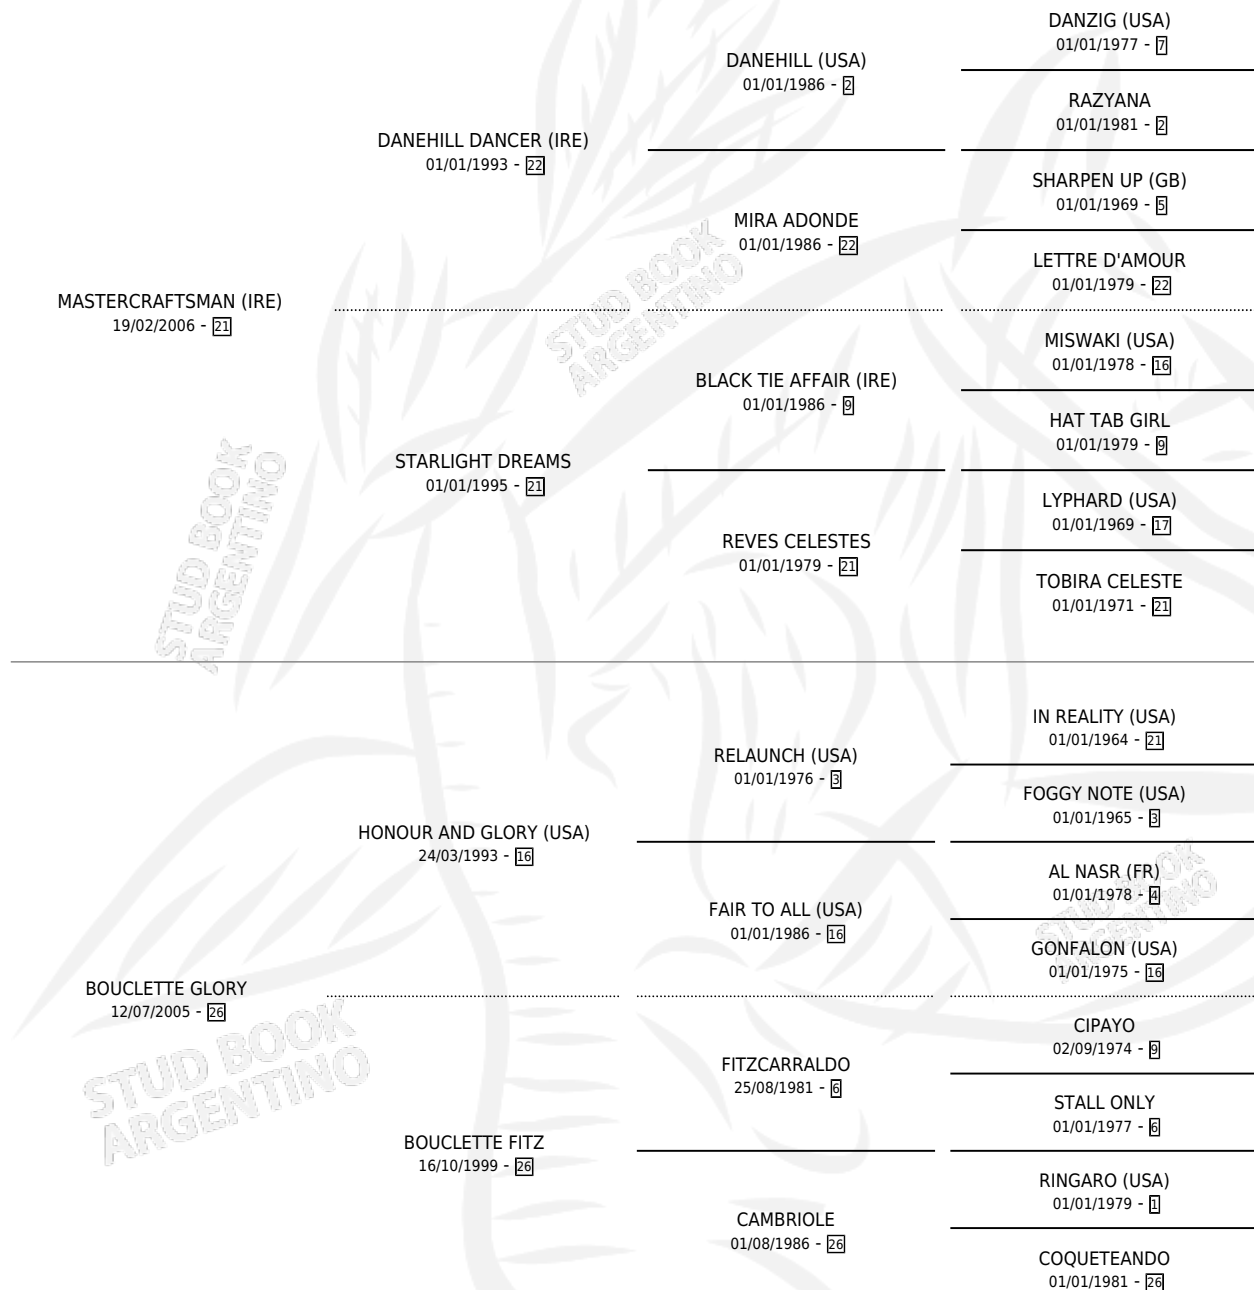 DANZIG (USA)
01/01/1977 - 7
DANEHILL (USA)
01/01/1986 - 2
RAZYANA
01/01/1981 - 2
DANEHILL DANCER (IRE)
01/01/1993 - 22
SHARPEN UP (GB)
01/01/1969 - 5
MIRA ADONDE
01/01/1986 - 22
LETTRE D'AMOUR
01/01/1979 - 22
MASTERCRAFTSMAN (IRE)
19/02/2006 - 21
MISWAKI (USA)
01/01/1978 - 16
BLACK TIE AFFAIR (IRE)
01/01/1986 - 9
HAT TAB GIRL
01/01/1979 - 9
STARLIGHT DREAMS
01/01/1995 - 21
LYPHARD (USA)
01/01/1969 - 17
REVES CELESTES
01/01/1979 - 21
TOBIRA CELESTE
01/01/1971 - 21
IN REALITY (USA)
01/01/1964 - 21
RELAUNCH (USA)
01/01/1976 - 3
FOGGY NOTE (USA)
01/01/1965 - 3
HONOUR AND GLORY (USA)
24/03/1993 - 16
AL NASR (FR)
01/01/1978 - 4
FAIR TO ALL (USA)
01/01/1986 - 16
GONFALON (USA)
01/01/1975 - 16
BOUCLETTE GLORY
12/07/2005 - 26
CIPAYO
02/09/1974 - 9
FITZCARRALDO
25/08/1981 - 6
STALL ONLY
01/01/1977 - 6
BOUCLETTE FITZ
16/10/1999 - 26
RINGARO (USA)
01/01/1979 - 1
CAMBRIOLE
01/08/1986 - 26
COQUETEANDO
01/01/1981 - 26
STUD BOOK
ARGENTINO
STUD BOOK
ARGENTINO
STUD BOOK
ARGENTINO
STUD BOOK
ARGENTINO